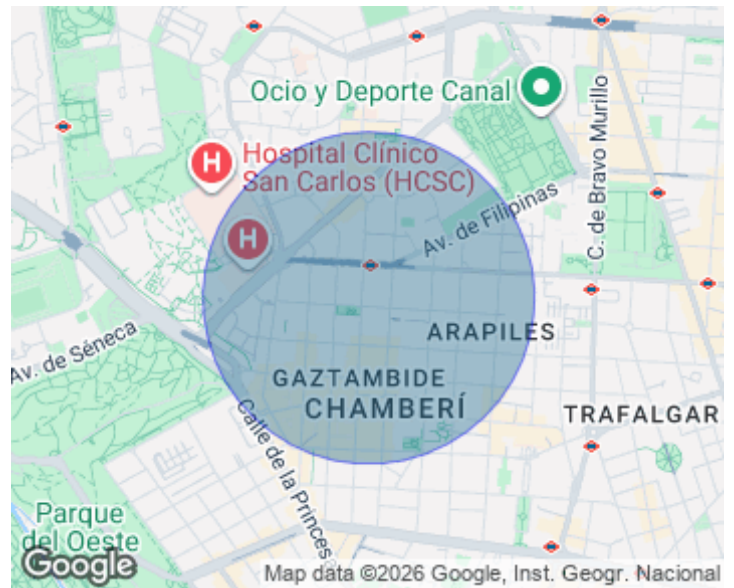 Ocio y Deporte Canal
H
Hospital Clínico
San Carlos (HCSC)
H
C. de Bravo Murillo
Av. de Filipinas
Av. de Séneca
ARAPILES
GAZTAMBIDE
CHAMBERÍ
TRAFALGAR
Calle de la Princesa
Parque
del Oeste
Google
Map data ©2026 Google, Inst. Geogr. Nacional